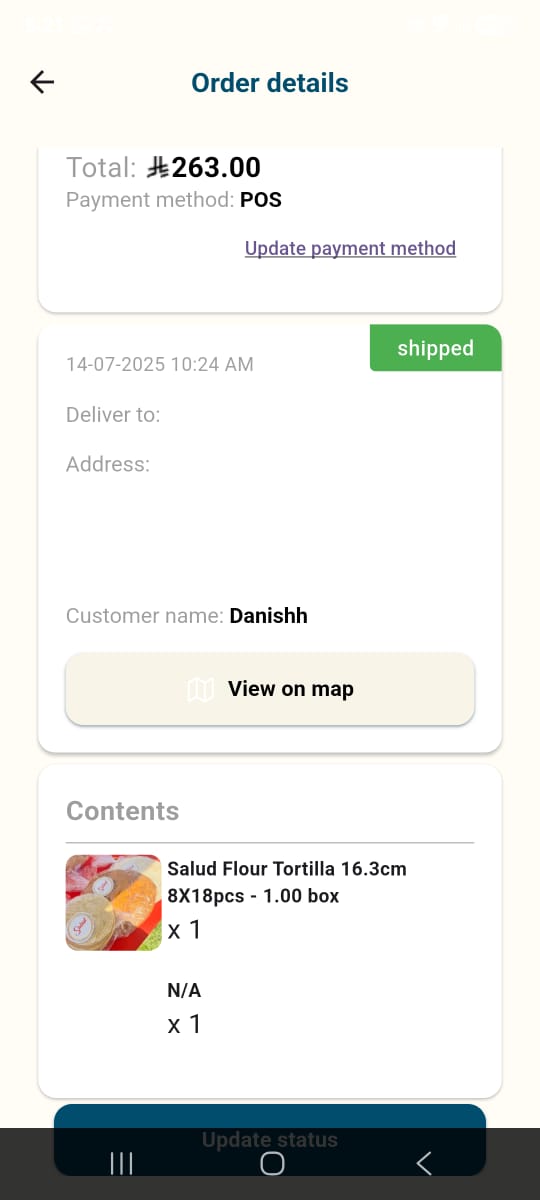 Order details
Total: 263.00
Payment method: POS
Update payment method
shipped
14-07-2025 10:24 AM
Deliver to:
Address:
Customer name: Danishh
View on map
Contents
Salud Flour Tortilla 16.3cm
8X18pcs - 1.00 box
x 1
N/A
x 1
Update status